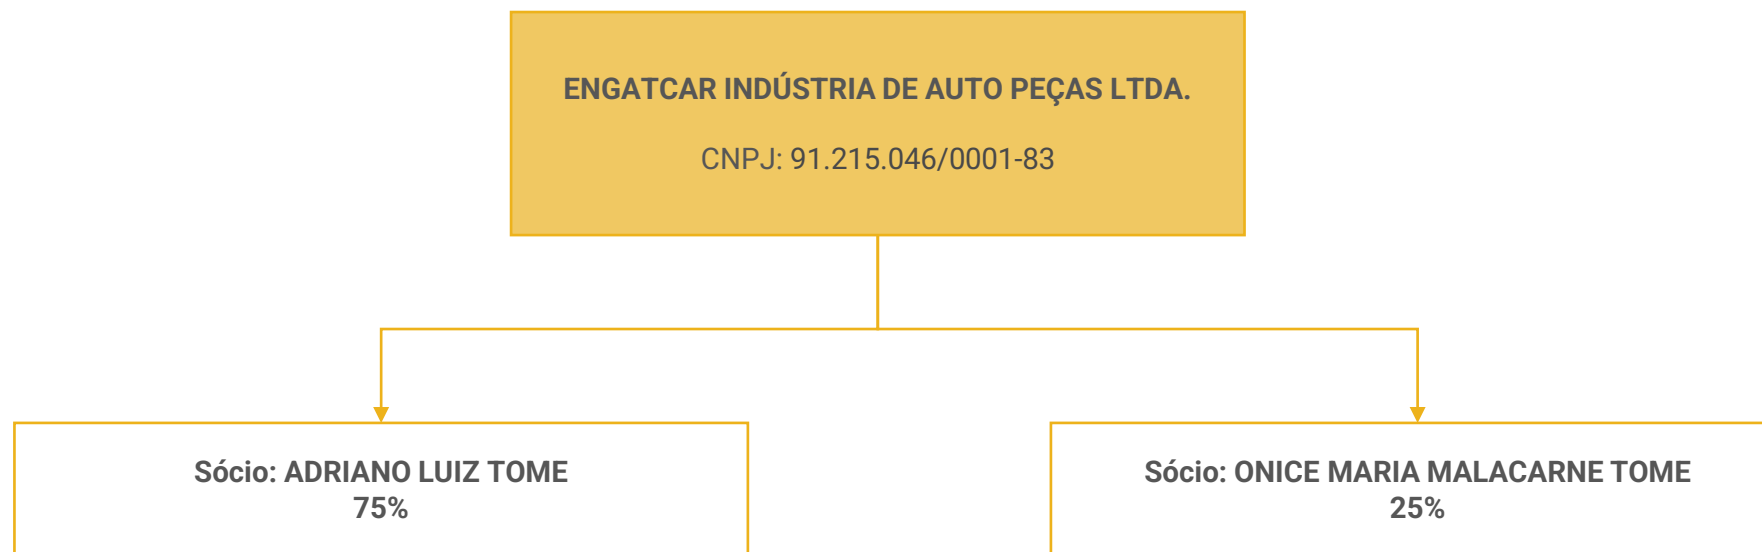 ENGATCAR INDÚSTRIA DE AUTO PEÇAS LTDA.
CNPJ: 91.215.046/0001-83
Sócio: ADRIANO LUIZ TOME
75%
Sócio: ONICE MARIA MALACARNE TOME
25%